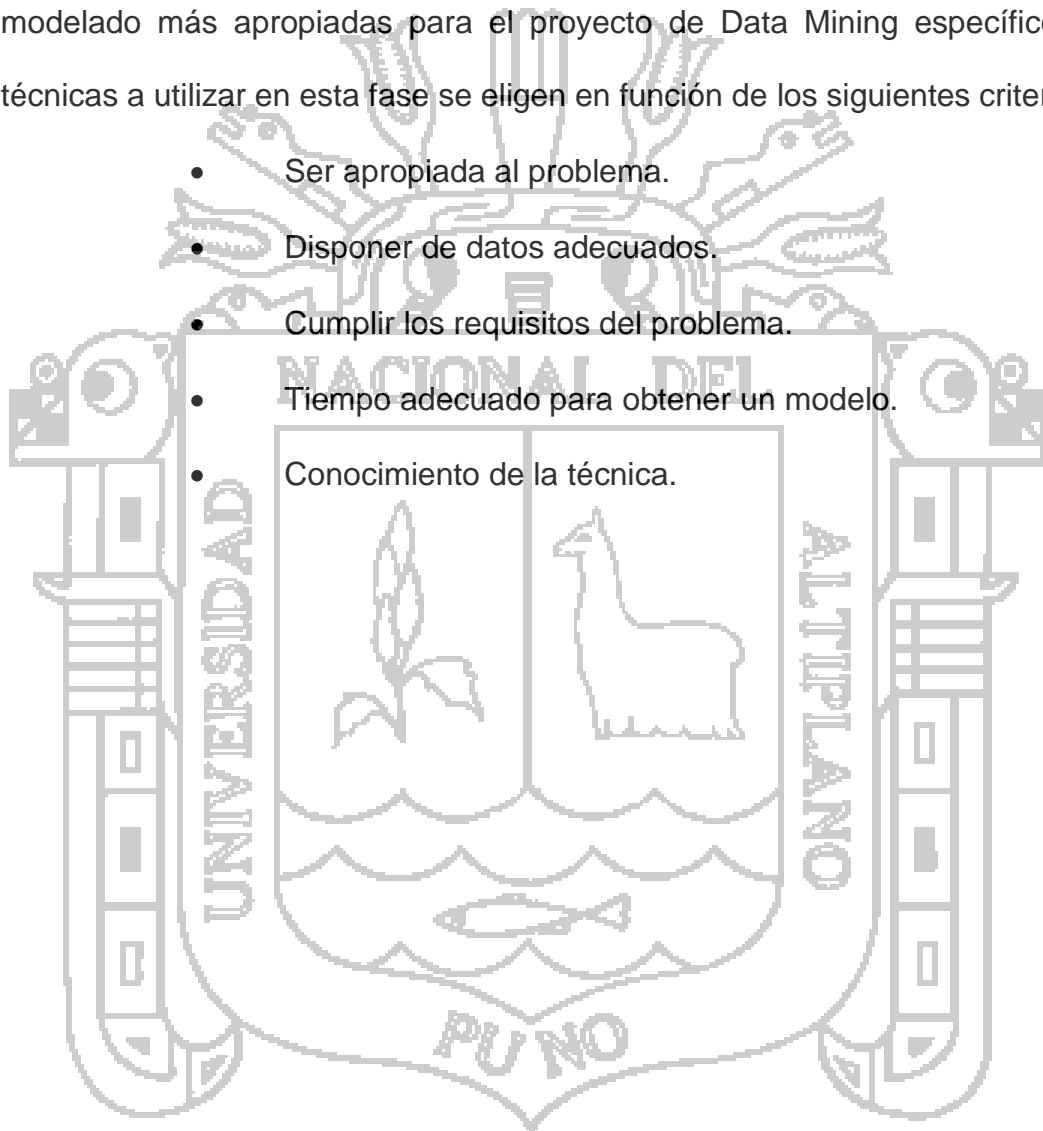 modelado más apropiadas para el proyecto de Data Mining específico
técnicas a utilizar en esta fase se eligen en función de los siguientes criter
• Ser apropiada al problema.
• Disponer de datos adecuados.
• Cumplir los requisitos del problema.
• Tiempo adecuado para obtener un modelo.
• Conocimiento de la técnica.
NACIONAL DEL
UNIVERSIDAD
ALTIPLANO
PUNO